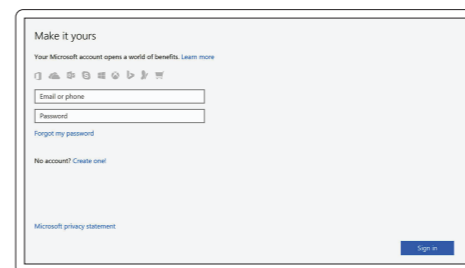 Make it yours
Your Microsoft account opens a world of benefits. Learn more
Email or phone
Password
Forgot my password
No account? Create one!
Microsoft privacy statement
Sign in